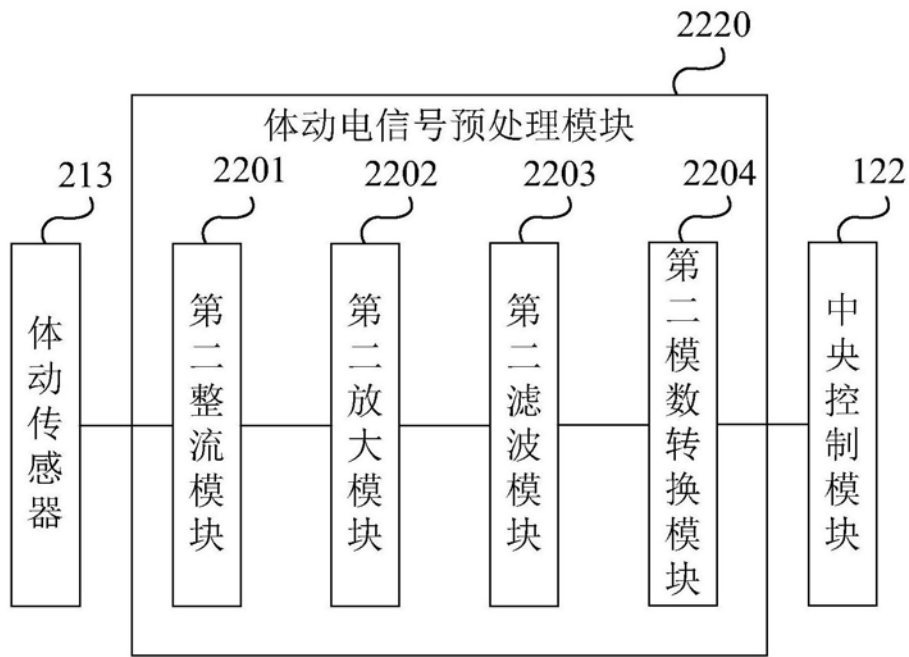 2220
体动电信号预处理模块
213
2201
2202
2203
2204
122
体动传感器
第二整流模块
第二放大模块
第二滤波模块
第二模数转换模块
中央控制模块